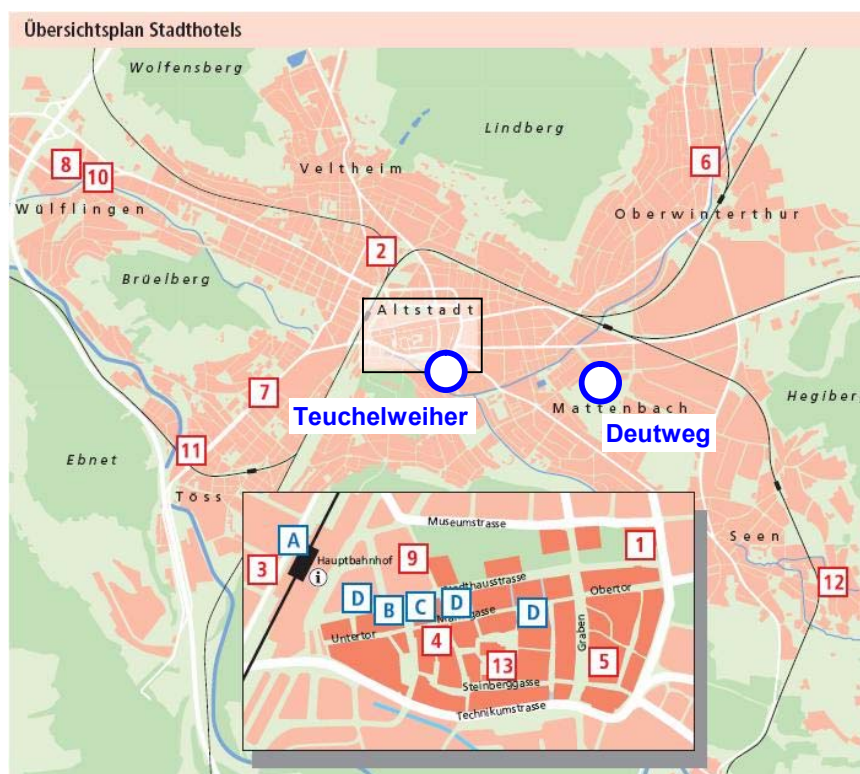 Übersichtsplan Stadthotels
Wolfensberg
Lindberg
8
10
Veltheim
6
Wülflingen
Oberwinterthur
2
Brüelberg
Altstadt
7
Teuchelweiher
Mattenbach
Hegiberg
Deutweg
11
Ebnet
Töss
Seen
12
Museumstrasse
A
3
Hauptbahnhof
i
9
1
Stadthausstrasse
Obertor
D
B
C
D
D
Marktgasse
Untertor
4
Graben
13
5
Steinberggasse
Technikumstrasse